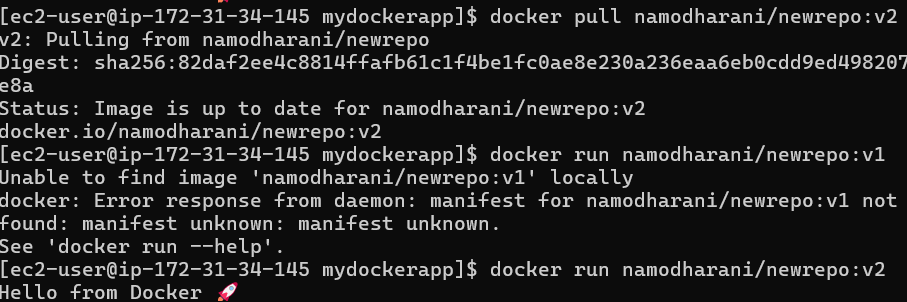 [ec2-user@ip-172-31-34-145 mydockerapp]$ docker pull namodharani/newrepo:v2
v2: Pulling from namodharani/newrepo
Digest: sha256:82daf2ee4c8814ffafb61c1f4be1fc0ae8e230a236eaa6eb0cdd9ed498207
e8a
Status: Image is up to date for namodharani/newrepo:v2
docker.io/namodharani/newrepo:v2
[ec2-user@ip-172-31-34-145 mydockerapp]$ docker run namodharani/newrepo:v1
Unable to find image 'namodharani/newrepo:v1' locally
docker: Error response from daemon: manifest for namodharani/newrepo:v1 not
found: manifest unknown: manifest unknown.
See 'docker run --help'.
[ec2-user@ip-172-31-34-145 mydockerapp]$ docker run namodharani/newrepo:v2
Hello from Docker 🚀